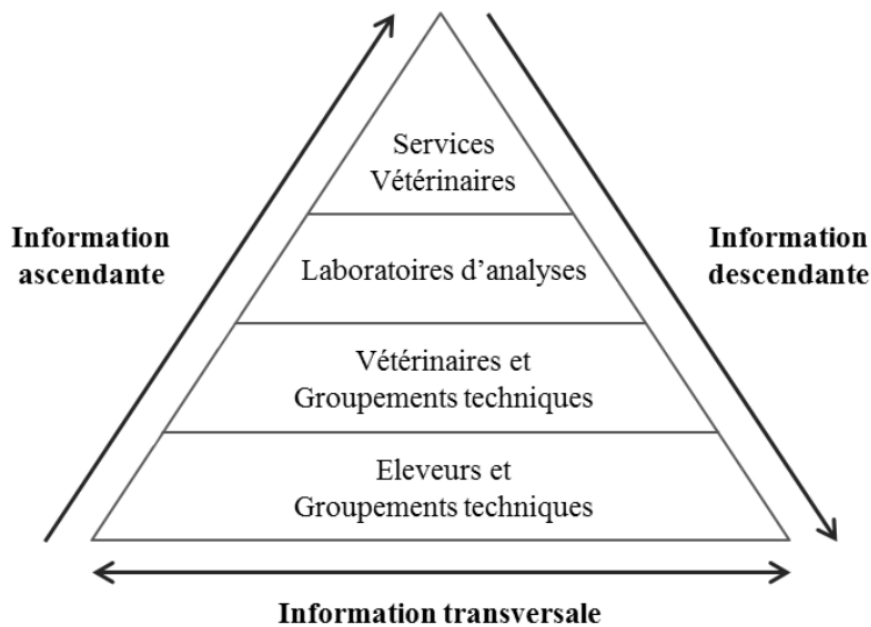 Services
Vétérinaires
Information
ascendante
Information
descendante
Laboratoires d’analyses
Vétérinaires et
Groupements techniques
Eleveurs et
Groupements techniques
Information transversale